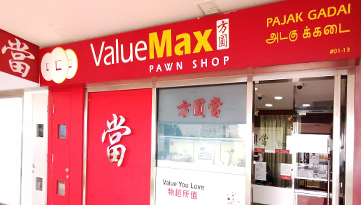 當
ValueMax 方圓
PAWN SHOP
PAJAK GADAI
அடகு க்கடை
#01-13
當
方圓當
Value You Love
物超所值